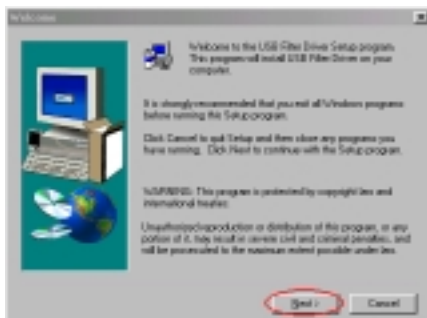 Welcome
Welcome to the USB Filter Driver Setup program.
This program will install USB Filter Driver on your
computer.
It is strongly recommended that you exit all Windows programs
before running this Setup program.
Click Cancel to quit Setup and then close any programs you
have running. Click Next to continue with the Setup program.
WARNING: This program is protected by copyright law and
international treaties.
Unauthorized reproduction or distribution of this program, or any
portion of it, may result in severe civil and criminal penalties, and
will be prosecuted to the maximum extent possible under law.
Next >
Cancel